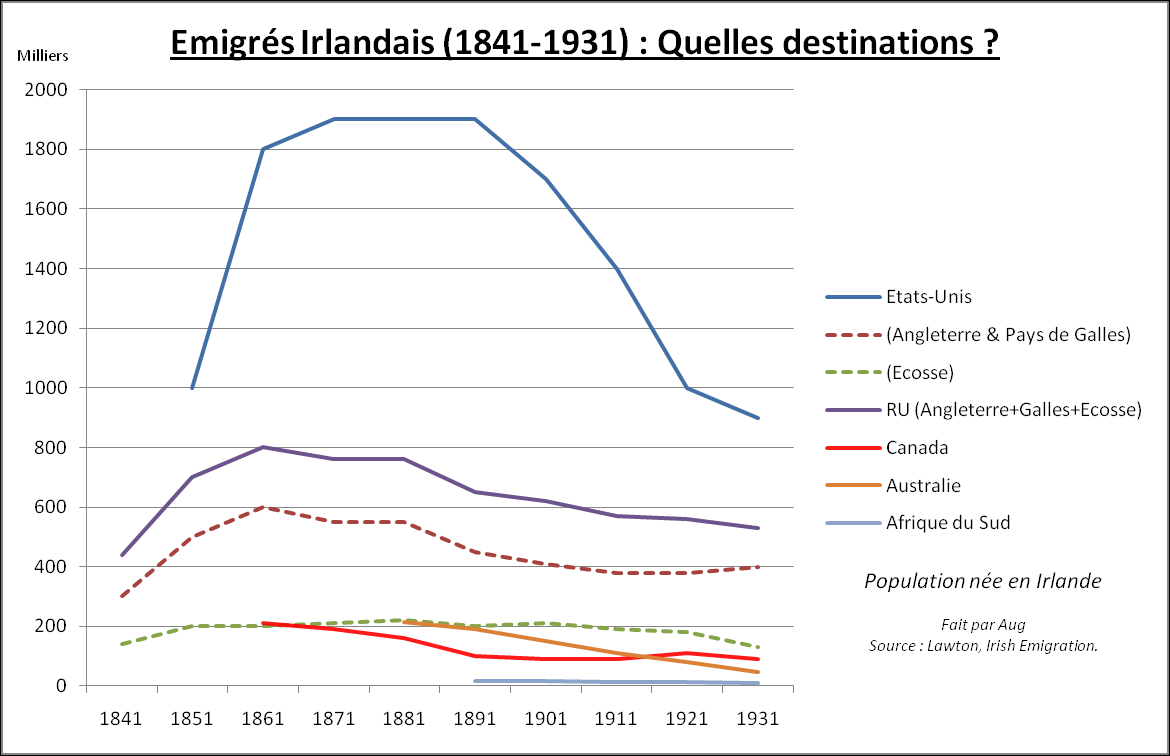 Emigrés Irlandais (1841-1931) : Quelles destinations ?
Milliers
2000
1800
1600
1400
1200
1000
800
600
400
200
0
1841 1851 1861 1871 1881 1891 1901 1911 1921 1931
Etats-Unis
(Angleterre & Pays de Galles)
(Ecosse)
RU (Angleterre+Galles+Ecosse)
Canada
Australie
Afrique du Sud
Population née en Irlande
Fait par Aug
Source : Lawton, Irish Emigration.